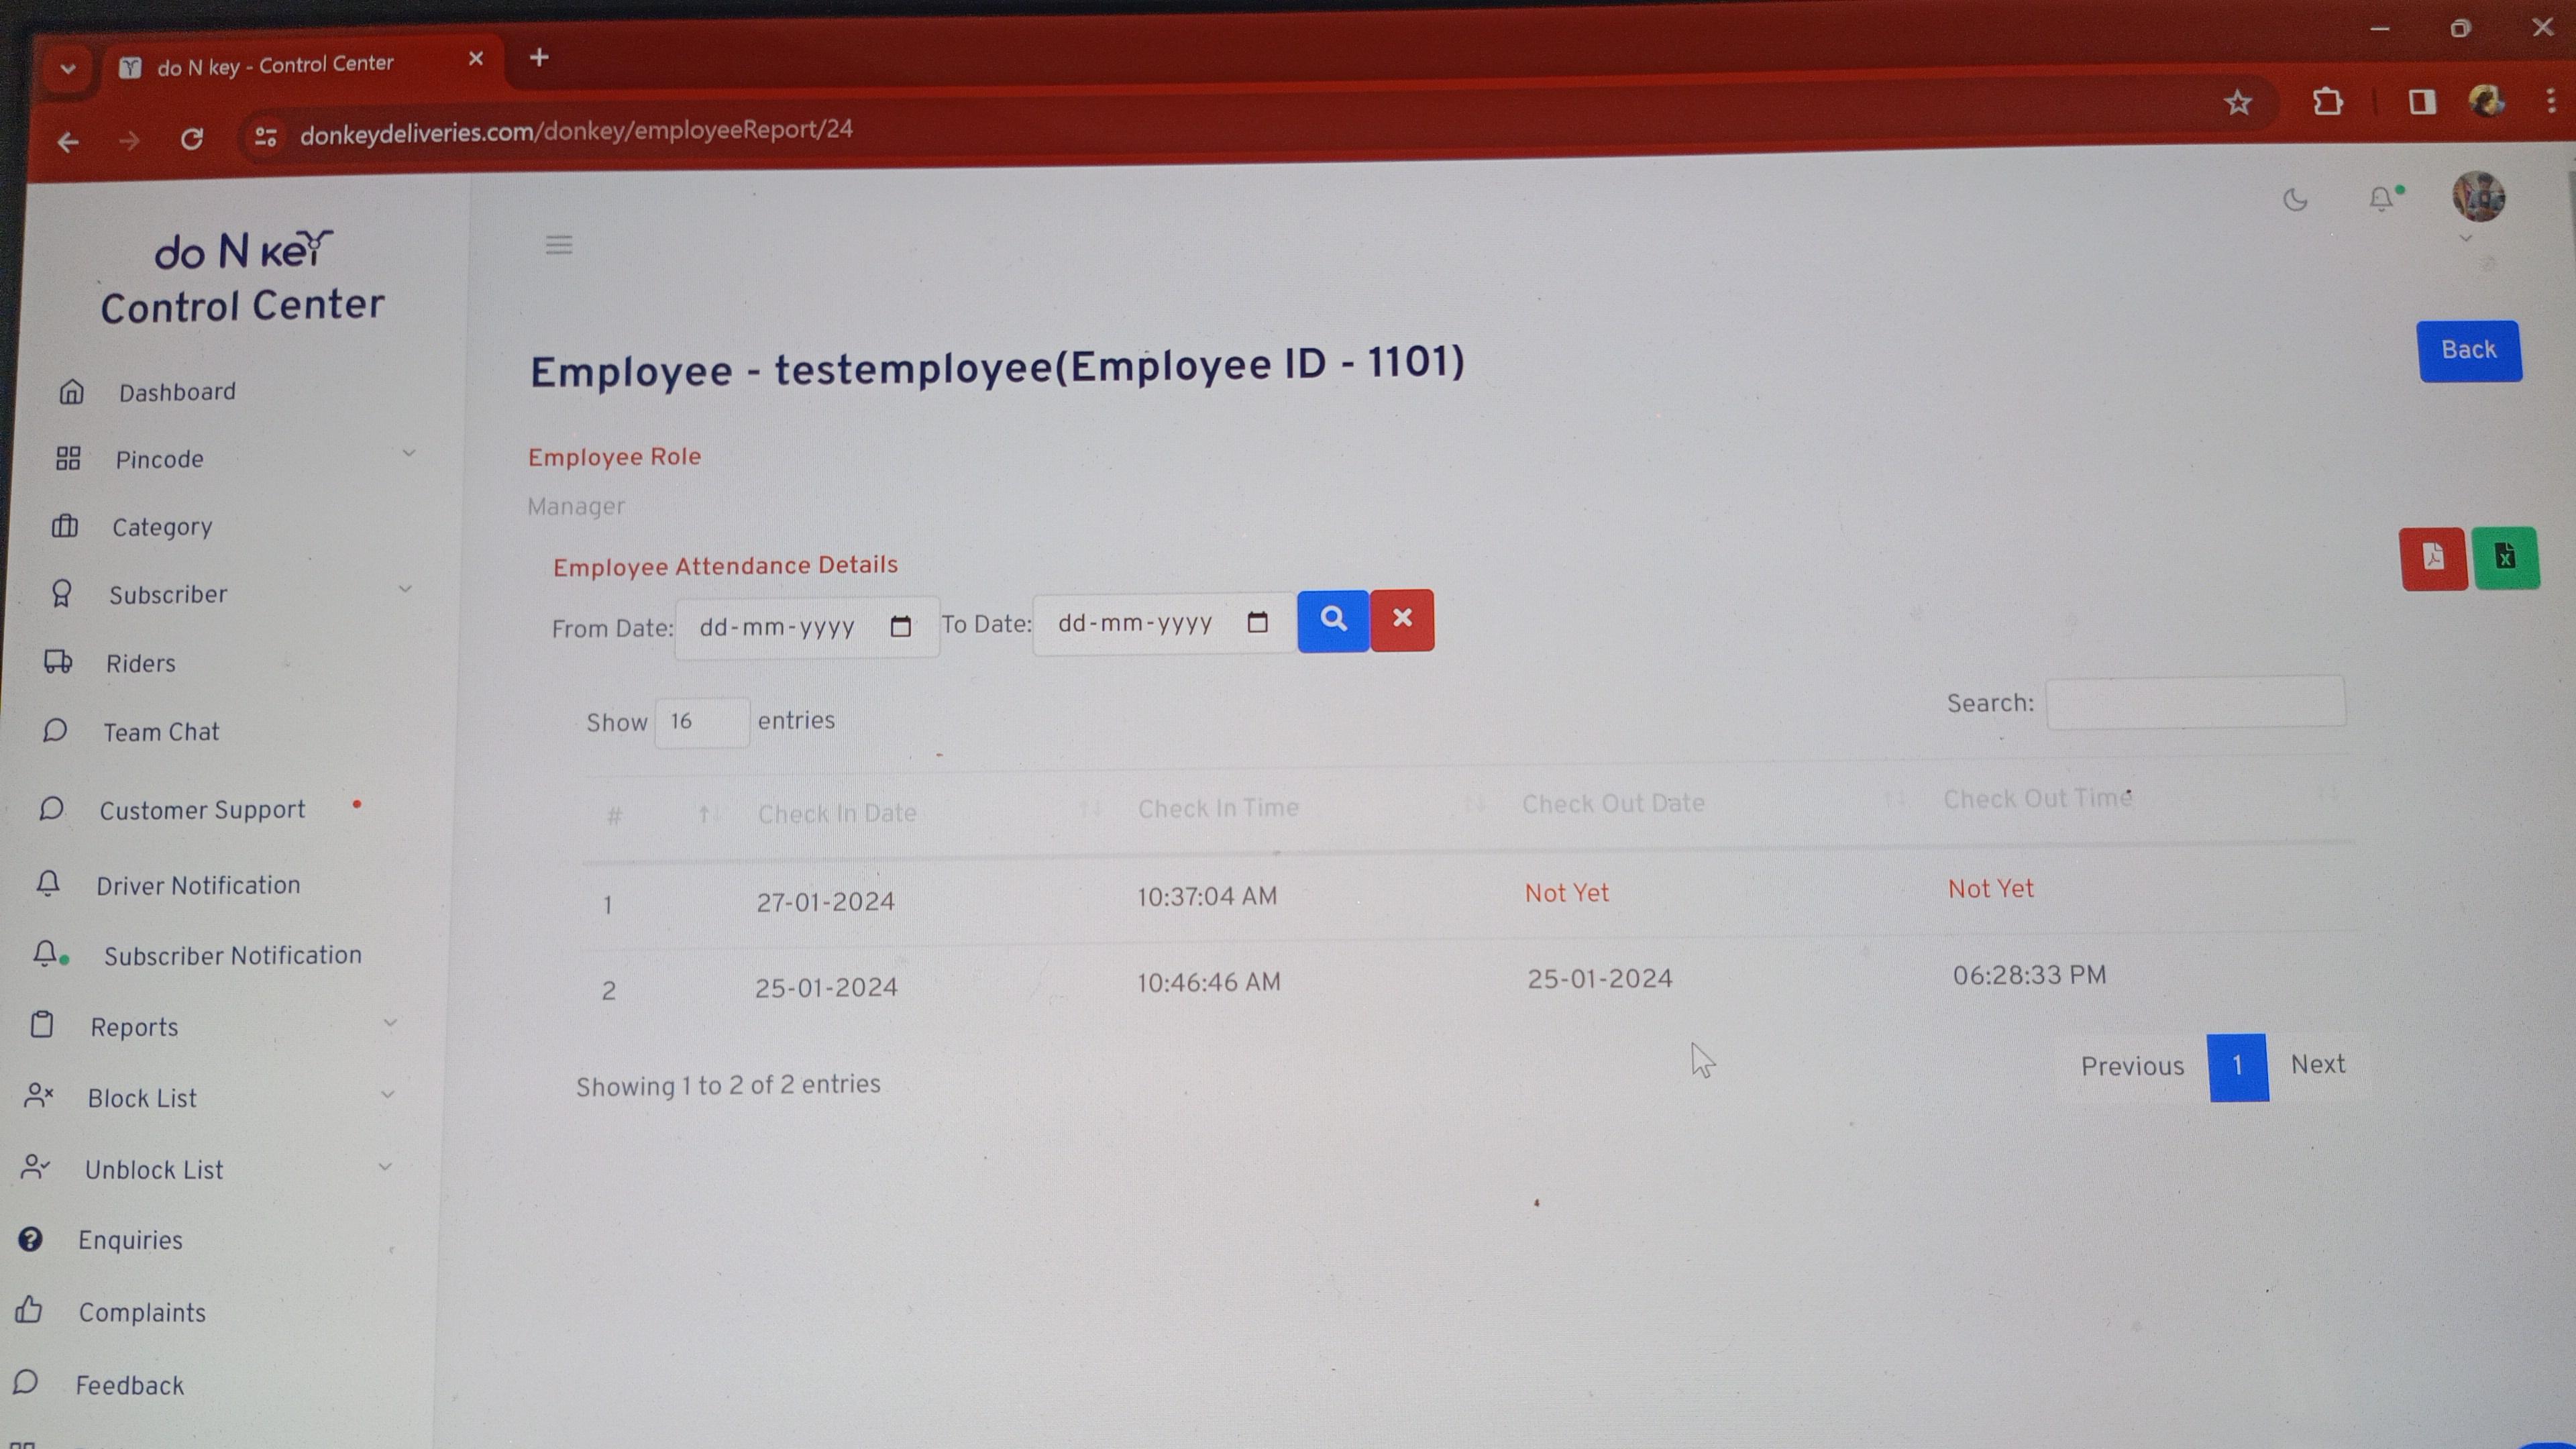 do N key - Control Center
donkeydeliveries.com/donkey/employeeReport/24
do N KEY
Control Center
Dashboard
Pincode
Category
Subscriber
Riders
Team Chat
Customer Support
Driver Notification
Subscriber Notification
Reports
Block List
Unblock List
Enquiries
Complaints
Feedback
Employee - testemployee(Employee ID - 1101)
Back
Employee Role
Manager
Employee Attendance Details
From Date: dd-mm-yyyy To Date: dd-mm-yyyy
Show 16 entries
Search:
# Check In Date Check In Time Check Out Date Check Out Time
1 27-01-2024 10:37:04 AM Not Yet Not Yet
2 25-01-2024 10:46:46 AM 25-01-2024 06:28:33 PM
Showing 1 to 2 of 2 entries
Previous 1 Next